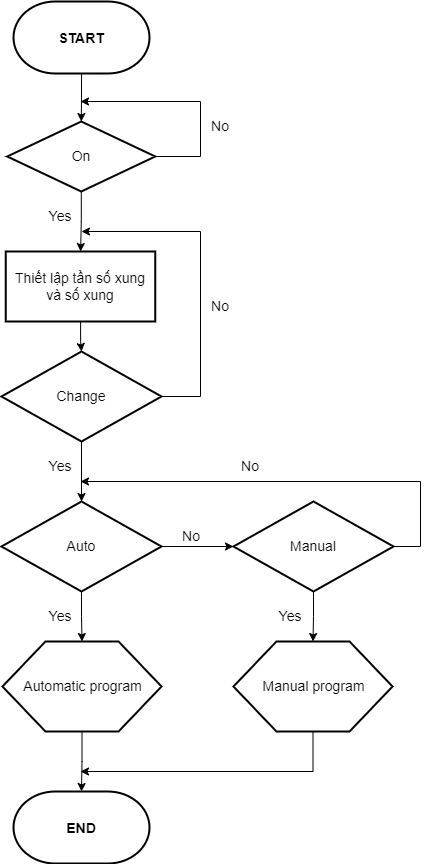 START
On
No
Yes
Thiết lập tần số xung
và số xung
No
Change
Yes
No
Auto
No
Manual
Yes
Yes
Automatic program
Manual program
END